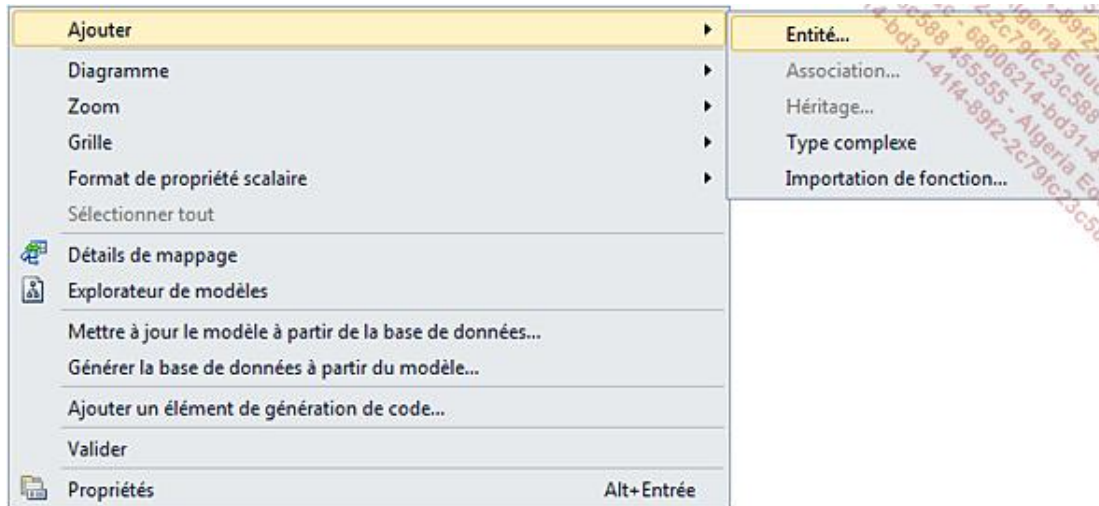 Ajouter
Diagramme
Zoom
Grille
Format de propriété scalaire
Sélectionner tout
Détails de mappage
Explorateur de modèles
Mettre à jour le modèle à partir de la base de données...
Générer la base de données à partir du modèle...
Ajouter un élément de génération de code...
Valider
Propriétés Alt+Entrée
Entité...
Association...
Héritage...
Type complexe
Importation de fonction...